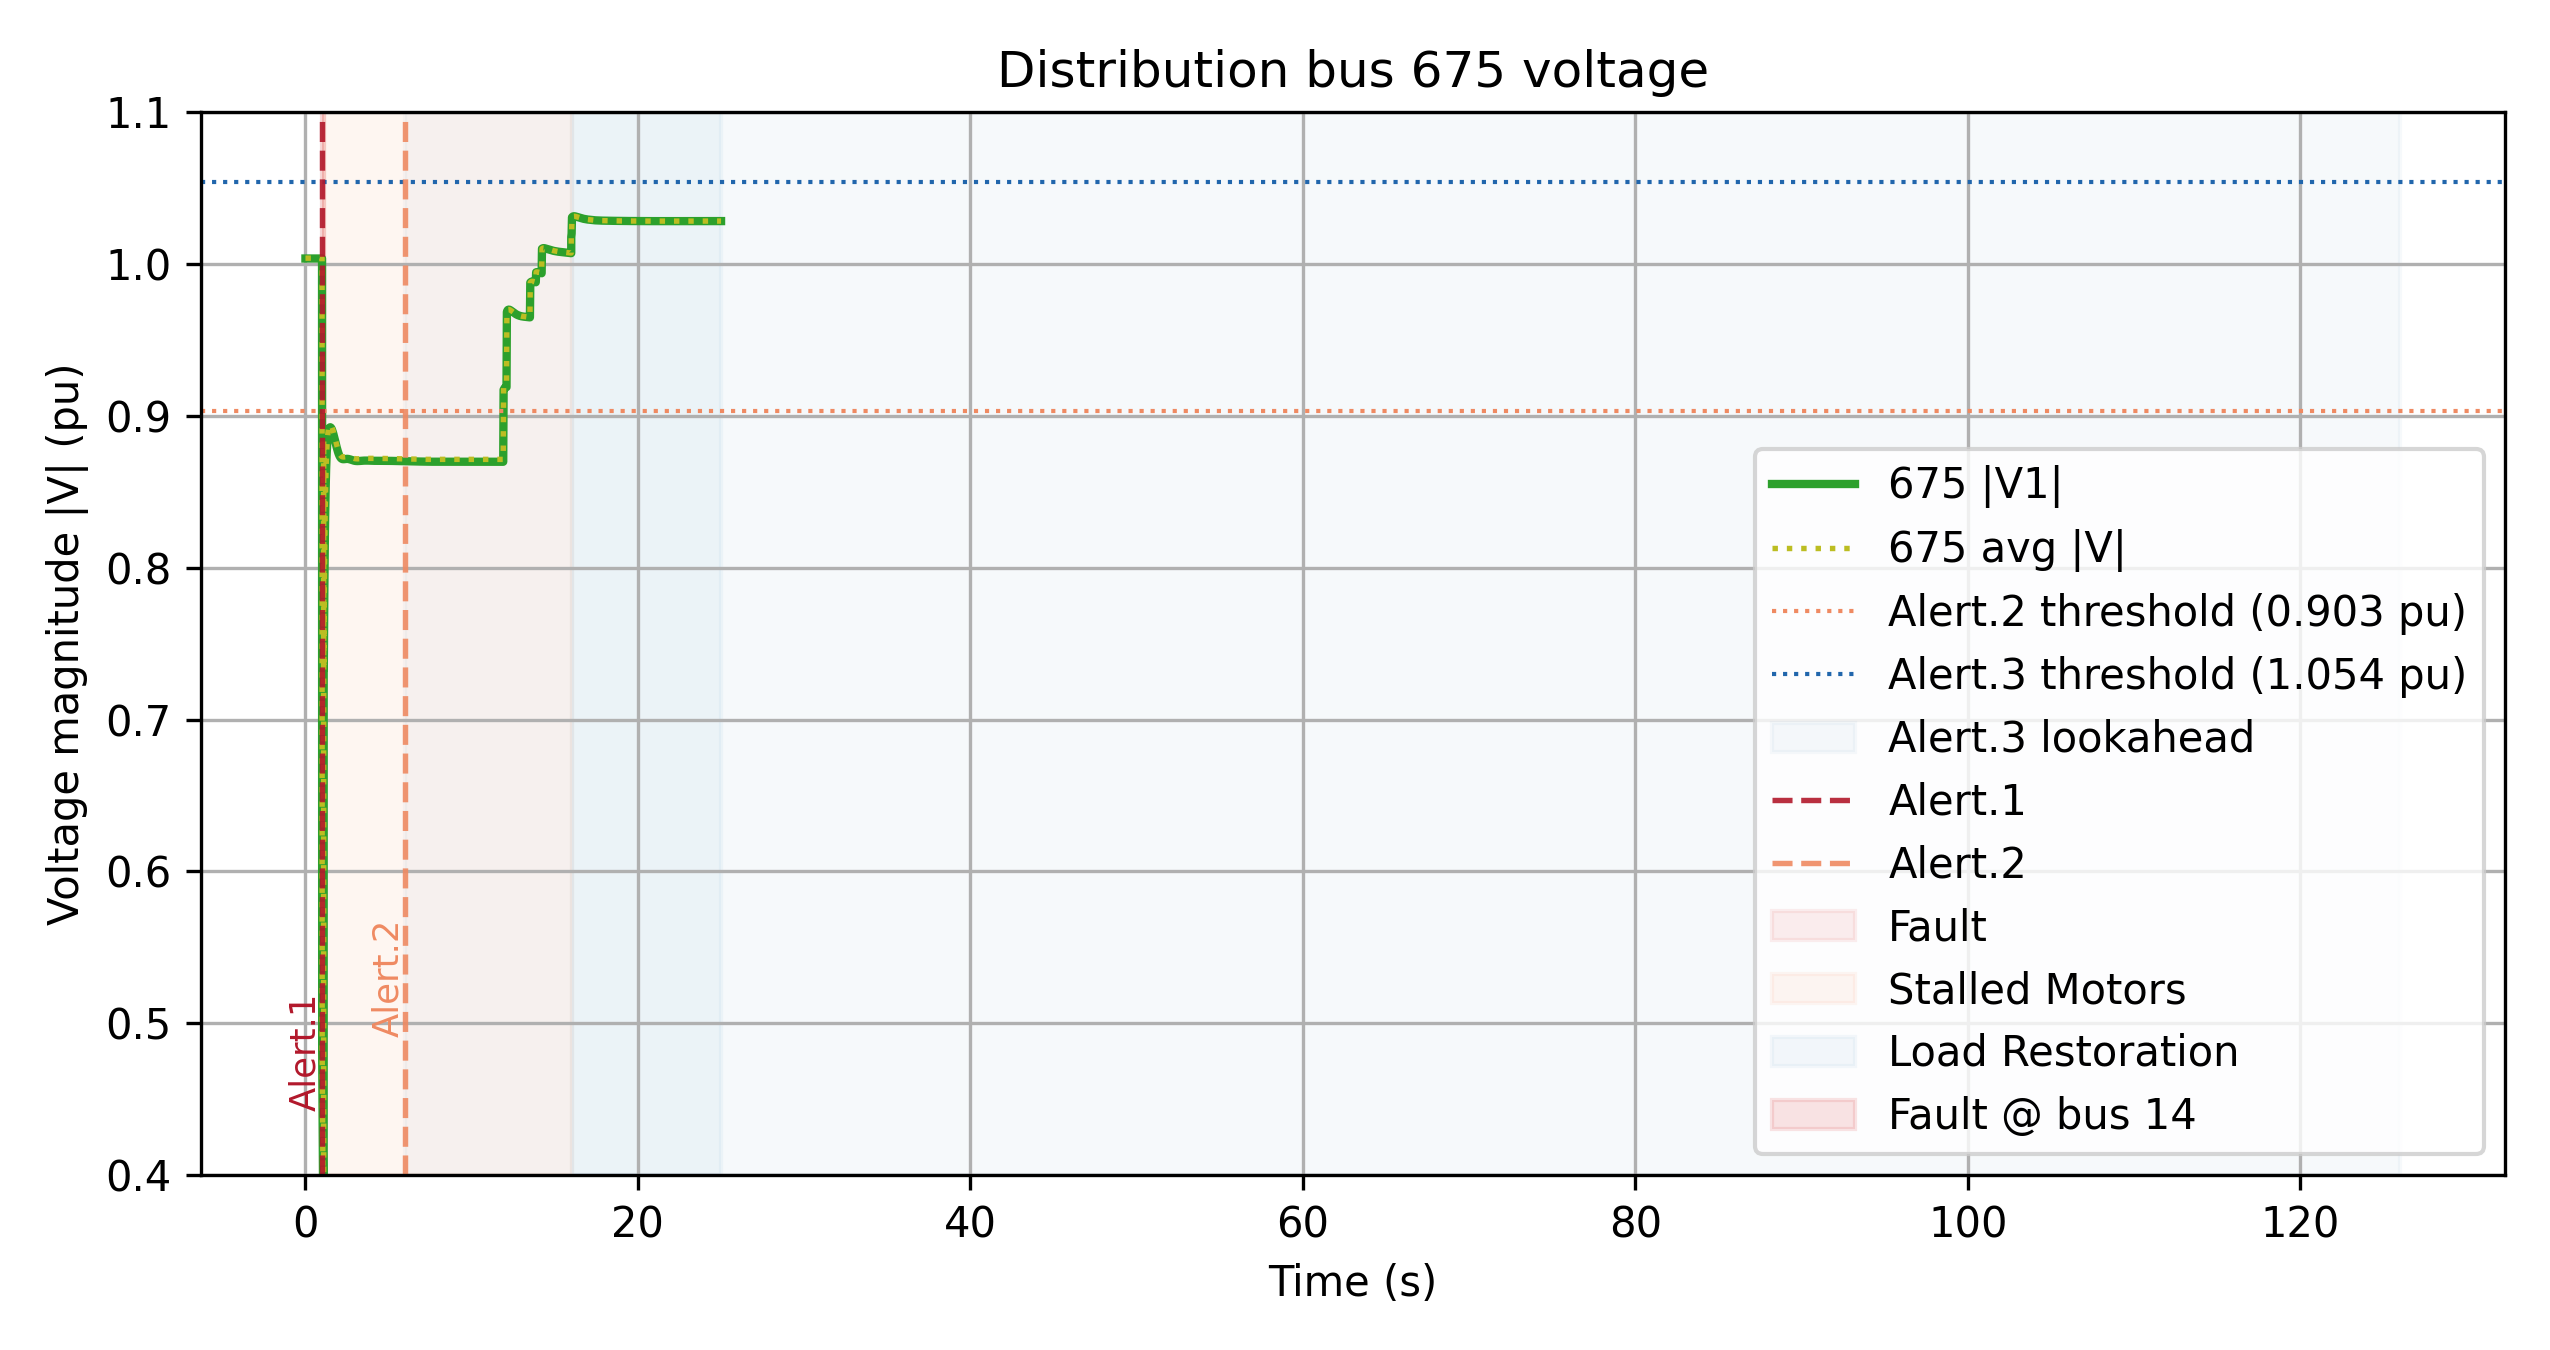 Distribution bus 675 voltage
Voltage magnitude |V| (pu)
1.1
1.0
0.9
0.8
0.7
0.6
0.5
0.4
Alert.1
Alert.2
675 |V1|
675 avg |V|
Alert.2 threshold (0.903 pu)
Alert.3 threshold (1.054 pu)
Alert.3 lookahead
Alert.1
Alert.2
Fault
Stalled Motors
Load Restoration
Fault @ bus 14
0 20 40 60 80 100 120
Time (s)